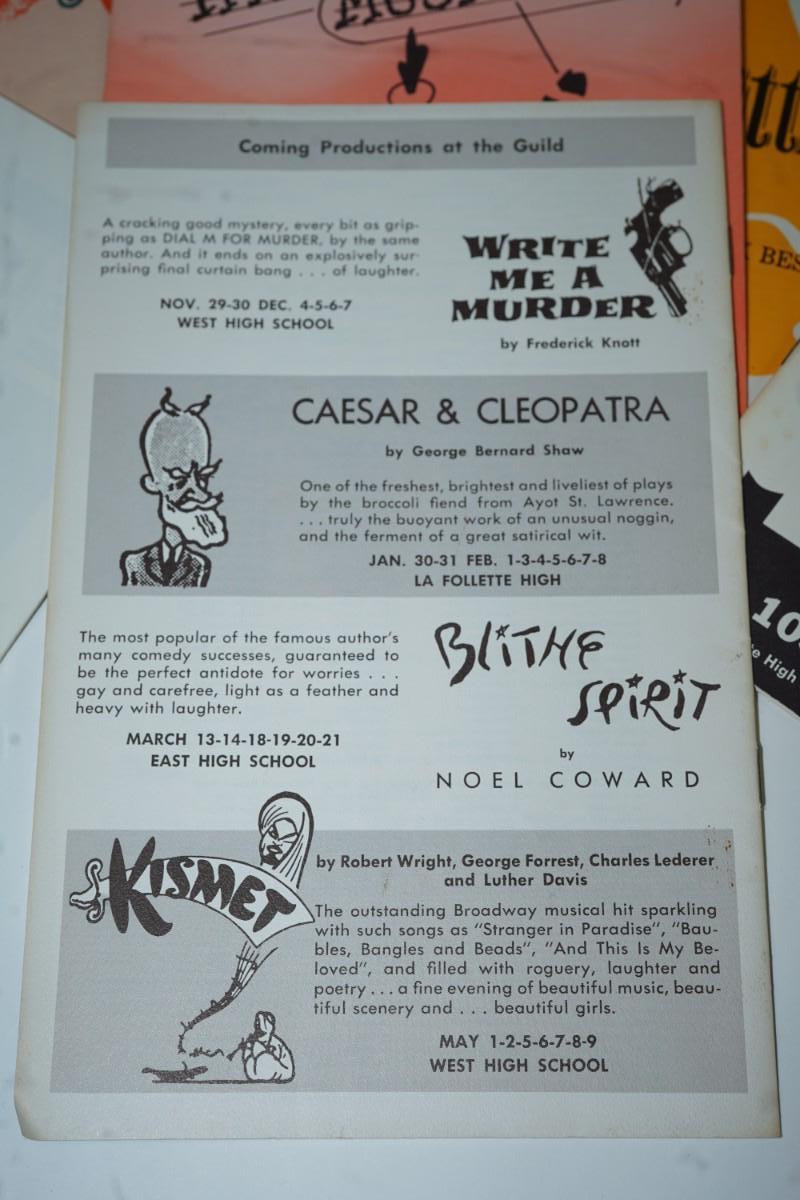 Coming Productions at the Guild
A cracking good mystery, every bit as grip-
ping as DIAL M FOR MURDER, by the same
author. And it ends on an explosively sur-
prising final curtain bang . . . of laughter.
NOV. 29-30 DEC. 4-5-6-7
WEST HIGH SCHOOL
WRITE
ME A
MURDER
by Frederick Knott
CAESAR & CLEOPATRA
by George Bernard Shaw
One of the freshest, brightest and liveliest of plays
by the broccoli fiend from Ayot St. Lawrence.
. . . truly the buoyant work of an unusual noggin,
and the ferment of a great satirical wit.
JAN. 30-31 FEB. 1-3-4-5-6-7-8
LA FOLLETTE HIGH
The most popular of the famous author's
many comedy successes, guaranteed to
be the perfect antidote for worries . . .
gay and carefree, light as a feather and
heavy with laughter.
MARCH 13-14-18-19-20-21
EAST HIGH SCHOOL
BLiTHE
SPiRiT
by
NOEL COWARD
KISMET
by Robert Wright, George Forrest, Charles Lederer
and Luther Davis
The outstanding Broadway musical hit sparkling
with such songs as "Stranger in Paradise", "Bau-
bles, Bangles and Beads", "And This Is My Be-
loved", and filled with roguery, laughter and
poetry . . . a fine evening of beautiful music, beau-
tiful scenery and . . . beautiful girls.
MAY 1-2-5-6-7-8-9
WEST HIGH SCHOOL
BES
10
High